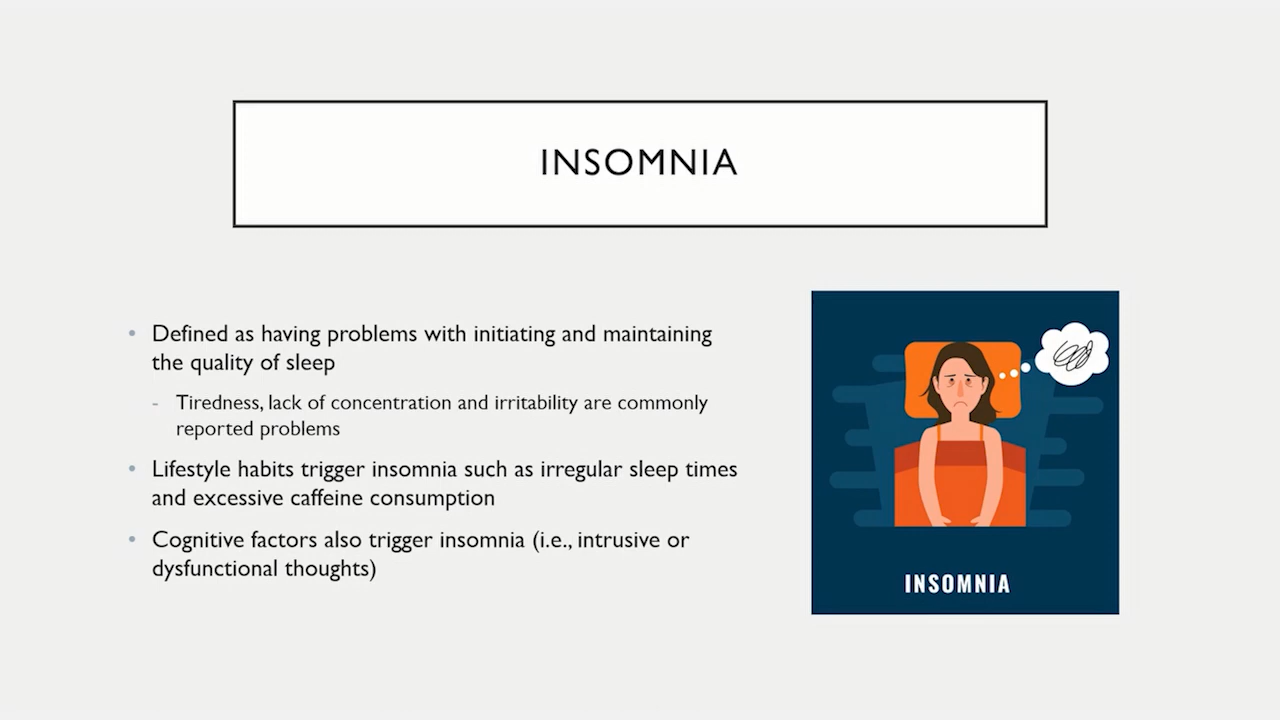 INSOMNIA
• Defined as having problems with initiating and maintaining
the quality of sleep
- Tiredness, lack of concentration and irritability are commonly
reported problems
• Lifestyle habits trigger insomnia such as irregular sleep times
and excessive caffeine consumption
• Cognitive factors also trigger insomnia (i.e., intrusive or
dysfunctional thoughts)
INSOMNIA